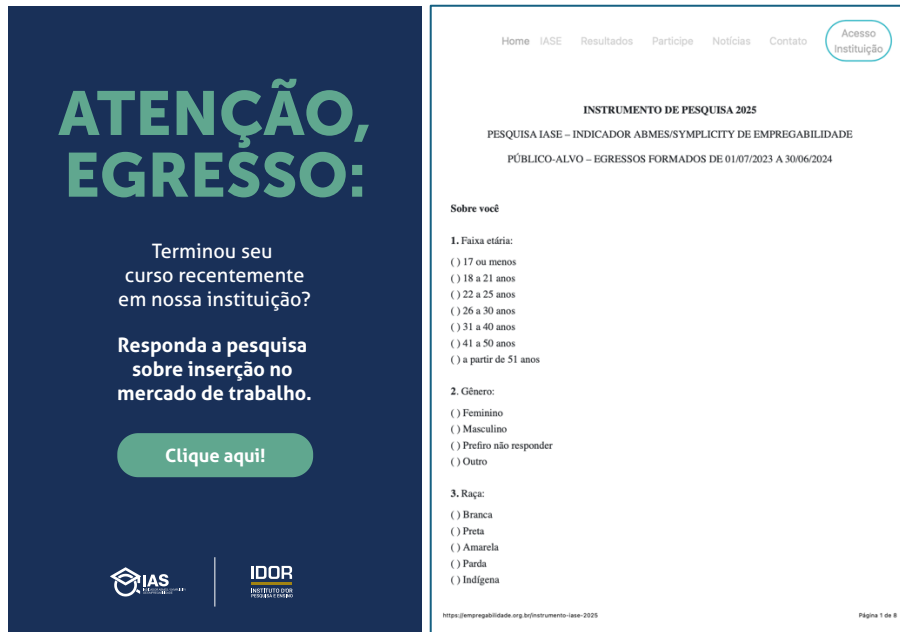 ATENÇÃO,
EGRESSO:
Terminou seu
curso recentemente
em nossa instituição?
Responda a pesquisa
sobre inserção no
mercado de trabalho.
Clique aqui!
IAS
IDOR
INSTITUTO D'OR
PESQUISA E ENSINO
Home IASE Resultados Participe Notícias Contato Acesso
Instituição
INSTRUMENTO DE PESQUISA 2025
PESQUISA IASE – INDICADOR ABMES/SYMPLICITY DE EMPREGABILIDADE
PÚBLICO-ALVO – EGRESSOS FORMADOS DE 01/07/2023 A 30/06/2024
Sobre você
1. Faixa etária:
( ) 17 ou menos
( ) 18 a 21 anos
( ) 22 a 25 anos
( ) 26 a 30 anos
( ) 31 a 40 anos
( ) 41 a 50 anos
( ) a partir de 51 anos
2. Gênero:
( ) Feminino
( ) Masculino
( ) Prefiro não responder
( ) Outro
3. Raça:
( ) Branca
( ) Preta
( ) Amarela
( ) Parda
( ) Indígena
https://empregabilidade.org.br/instrumento-iase-2025 Página 1 de 8